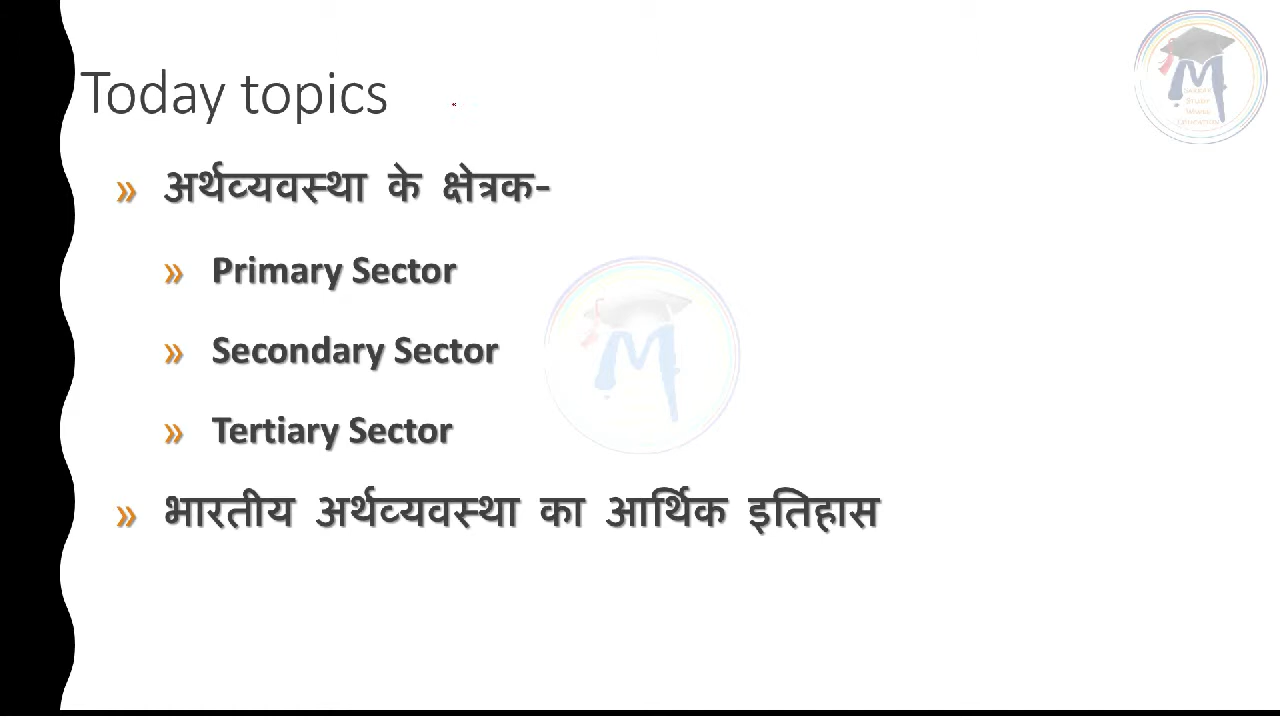 Today topics
» अर्थव्यवस्था के क्षेत्रक-
» Primary Sector
» Secondary Sector
» Tertiary Sector
» भारतीय अर्थव्यवस्था का आर्थिक इतिहास